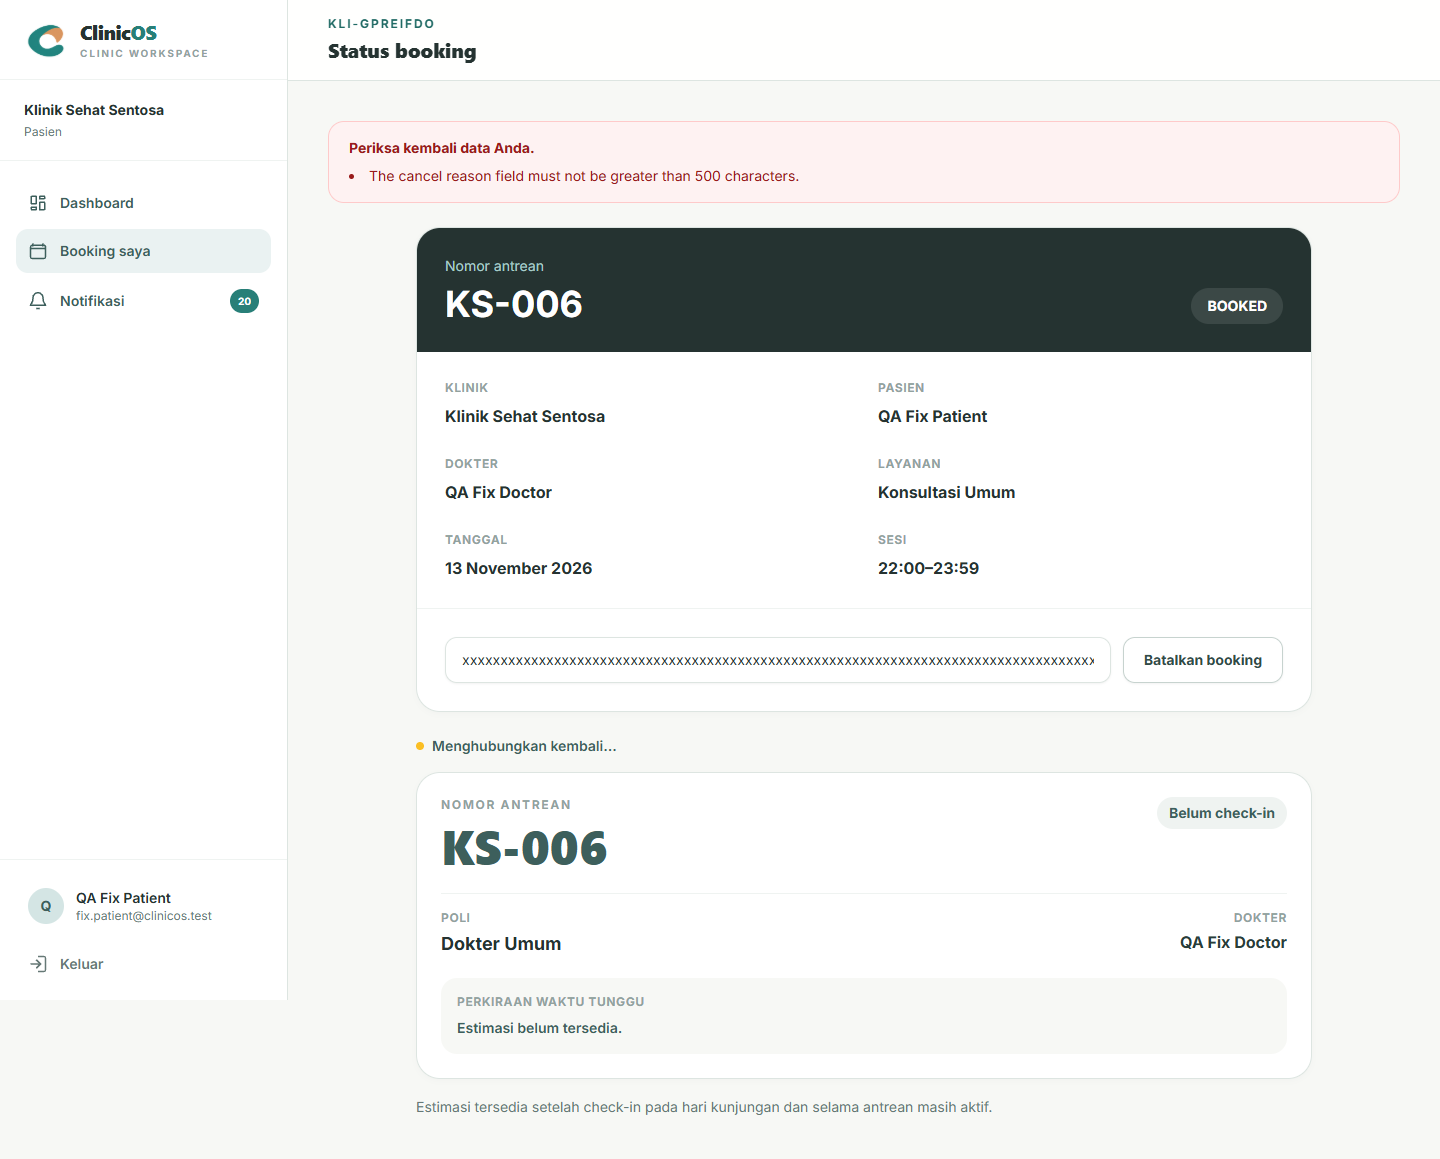 ClinicOS
CLINIC WORKSPACE
Klinik Sehat Sentosa
Pasien
Dashboard
Booking saya
Notifikasi 20
QA Fix Patient
Q
fix.patient@clinicos.test
Keluar
KLI-GPREIFDO
Status booking
Periksa kembali data Anda.
• The cancel reason field must not be greater than 500 characters.
Nomor antrean
KS-006
BOOKED
KLINIK
Klinik Sehat Sentosa
PASIEN
QA Fix Patient
DOKTER
QA Fix Doctor
LAYANAN
Konsultasi Umum
TANGGAL
13 November 2026
SESI
22:00–23:59
Batalkan booking
Menghubungkan kembali...
NOMOR ANTREAN
KS-006
Belum check-in
POLI
Dokter Umum
DOKTER
QA Fix Doctor
PERKIRAAN WAKTU TUNGGU
Estimasi belum tersedia.
Estimasi tersedia setelah check-in pada hari kunjungan dan selama antrean masih aktif.